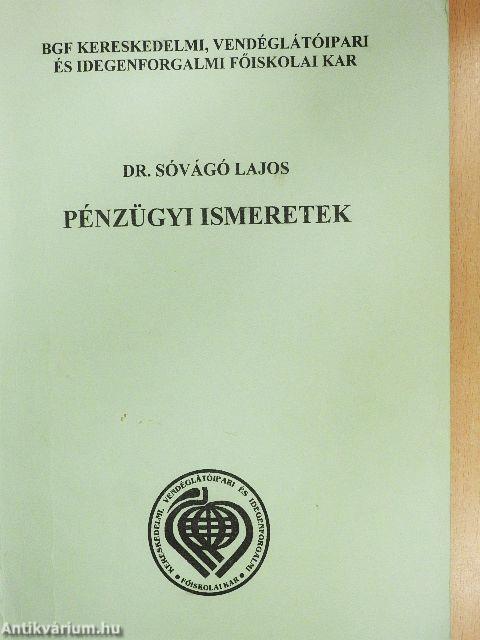 BGF KERESKEDELMI, VENDÉGLÁTÓIPARI
ÉS IDEGENFORGALMI FŐISKOLAI KAR
DR. SÓVÁGÓ LAJOS
PÉNZÜGYI ISMERETEK
KERESKEDELMI, VENDÉGLÁTÓIPARI ÉS IDEGENFORGALMI
• FŐISKOLAI KAR •
Antikvárium.hu